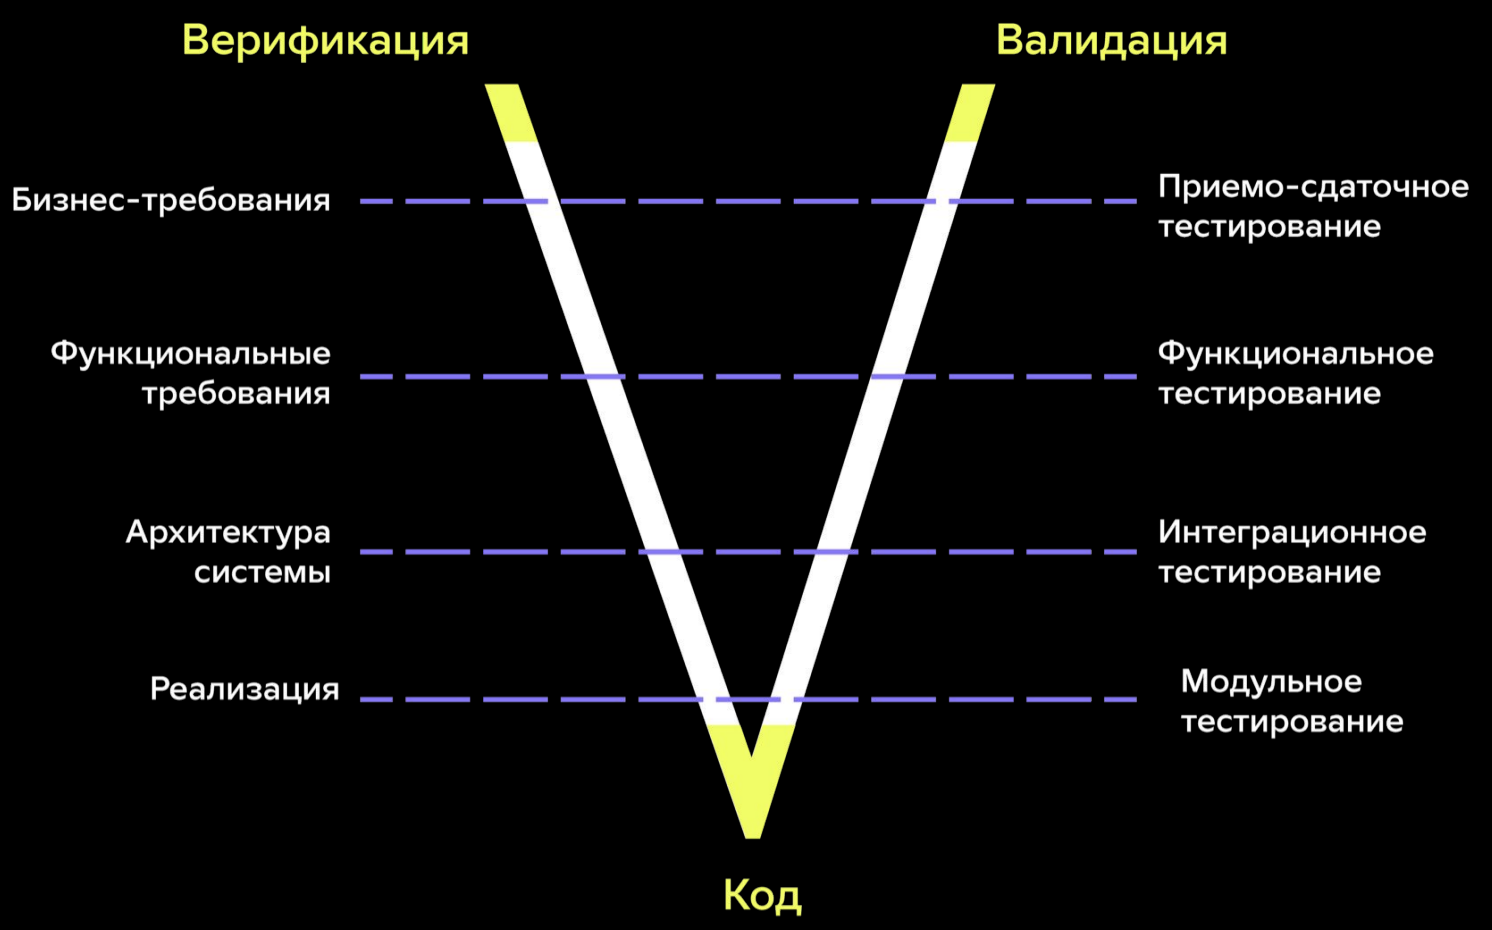 Верификация
Валидация
Бизнес-требования
Приемо-сдаточное
тестирование
Функциональные
требования
Функциональное
тестирование
Архитектура
системы
Интеграционное
тестирование
Реализация
Модульное
тестирование
Код